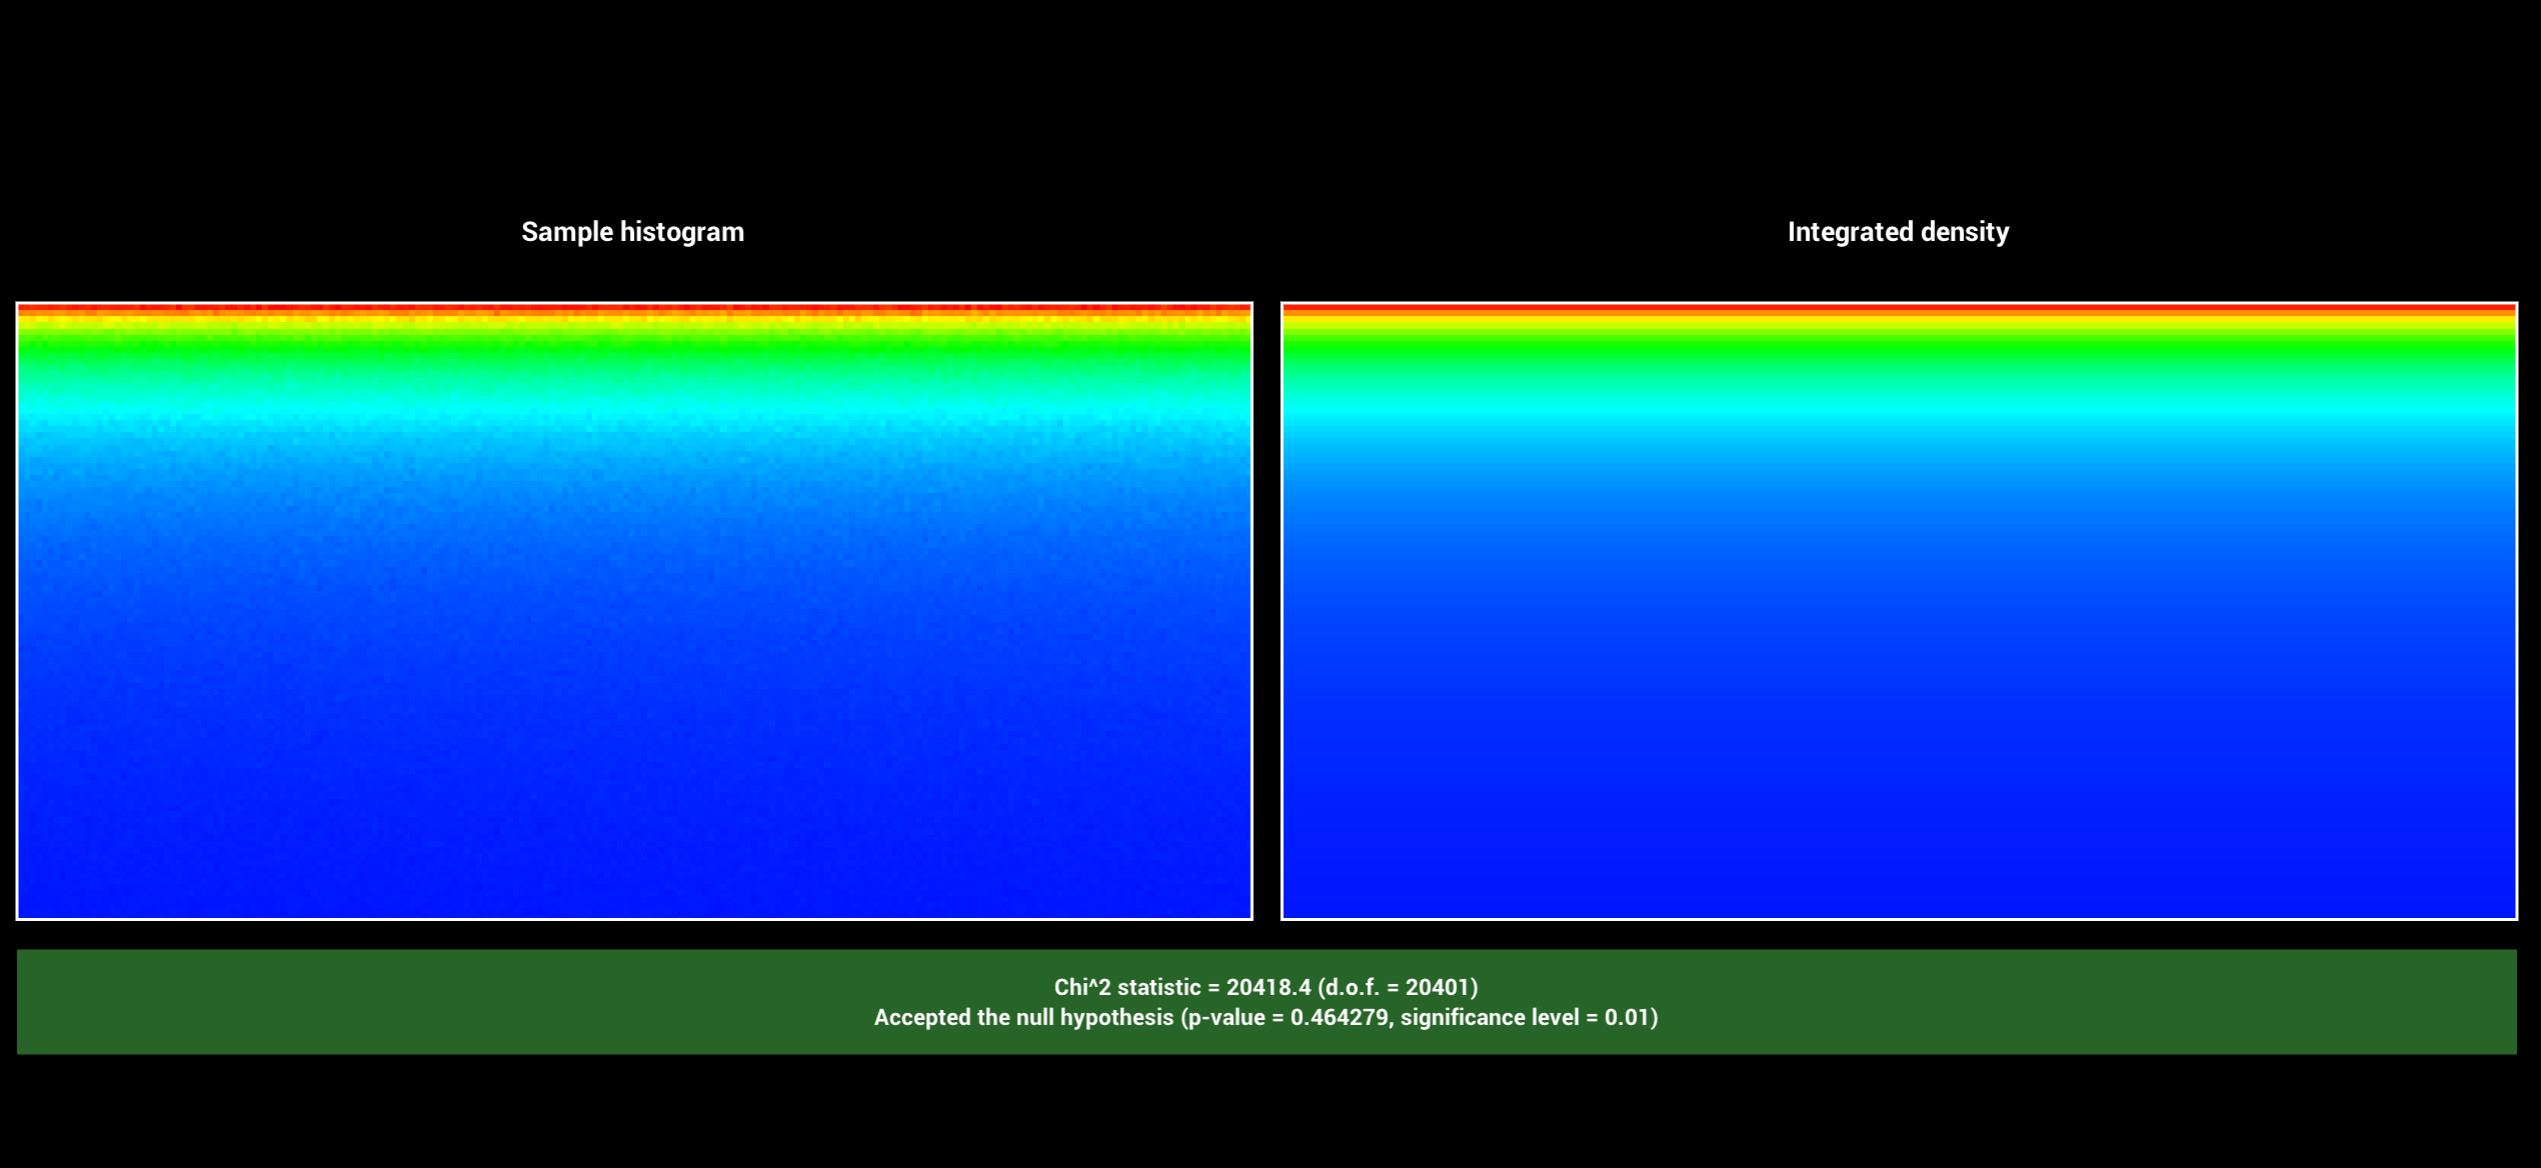 Sample histogram
Integrated density
Chi^2 statistic = 20418.4 (d.o.f. = 20401)
Accepted the null hypothesis (p-value = 0.464279, significance level = 0.01)